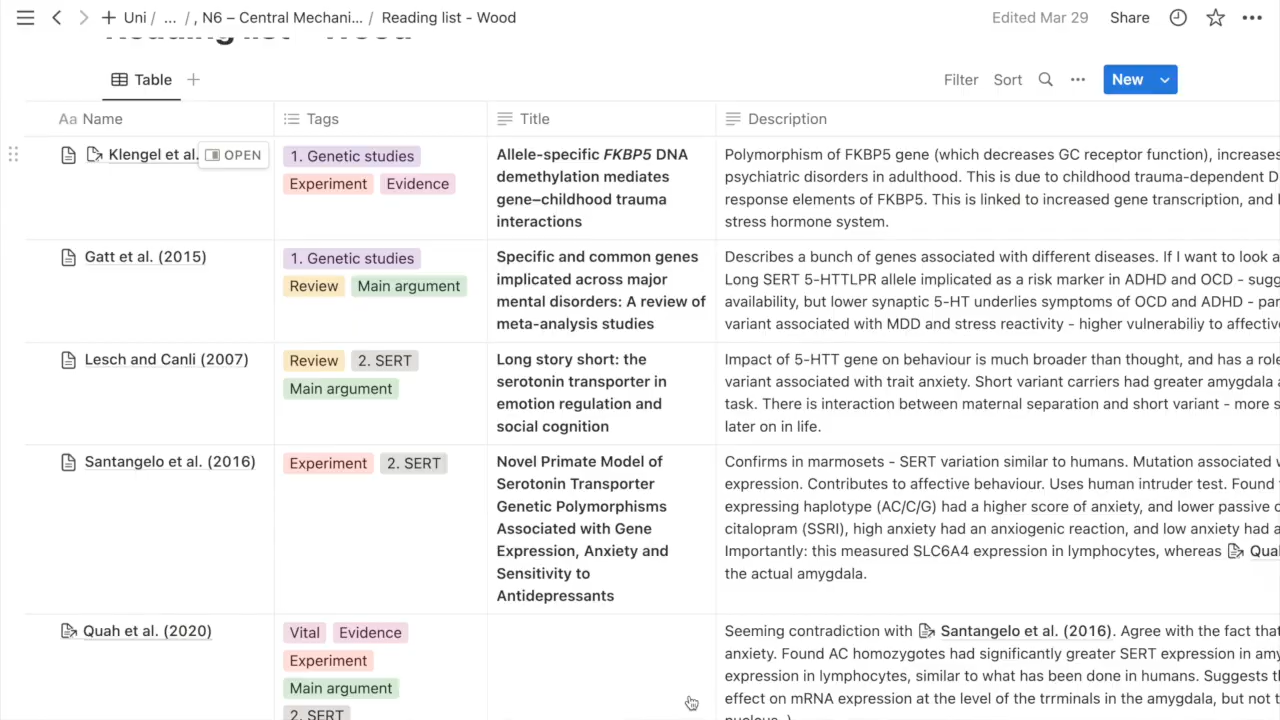 Uni / ... / , N6 – Central Mechani... / Reading list - Wood
Edited Mar 29 Share
Reading list - Wood
Table
Filter Sort New
Aa Name Tags Title Description
Klengel et al. OPEN
1. Genetic studies
Experiment Evidence
Allele-specific FKBP5 DNA
demethylation mediates
gene–childhood trauma
interactions
Polymorphism of FKBP5 gene (which decreases GC receptor function), increases
psychiatric disorders in adulthood. This is due to childhood trauma-dependent D
response elements of FKBP5. This is linked to increased gene transcription, and
stress hormone system.
Gatt et al. (2015)
1. Genetic studies
Review Main argument
Specific and common genes
implicated across major
mental disorders: A review of
meta-analysis studies
Describes a bunch of genes associated with different diseases. If I want to look a
Long SERT 5-HTTLPR allele implicated as a risk marker in ADHD and OCD - sugg
availability, but lower synaptic 5-HT underlies symptoms of OCD and ADHD - par
variant associated with MDD and stress reactivity - higher vulnerabiliy to affectiv
Lesch and Canli (2007)
Review 2. SERT
Main argument
Long story short: the
serotonin transporter in
emotion regulation and
social cognition
Impact of 5-HTT gene on behaviour is much broader than thought, and has a role
variant associated with trait anxiety. Short variant carriers had greater amygdala a
task. There is interaction between maternal separation and short variant - more s
later on in life.
Santangelo et al. (2016)
Experiment 2. SERT
Novel Primate Model of
Serotonin Transporter
Genetic Polymorphisms
Associated with Gene
Expression, Anxiety and
Sensitivity to
Antidepressants
Confirms in marmosets - SERT variation similar to humans. Mutation associated w
expression. Contributes to affective behaviour. Uses human intruder test. Found
expressing haplotype (AC/C/G) had a higher score of anxiety, and lower passive c
citalopram (SSRI), high anxiety had an anxiogenic reaction, and low anxiety had a
Importantly: this measured SLC6A4 expression in lymphocytes, whereas Qua
the actual amygdala.
Quah et al. (2020)
Vital Evidence
Experiment
Main argument
2. SERT
Seeming contradiction with Santangelo et al. (2016). Agree with the fact that
anxiety. Found AC homozygotes had significantly greater SERT expression in amy
expression in lymphocytes, similar to what has been done in humans. Suggests t
effect on mRNA expression at the level of the trrminals in the amygdala, but not t
nucleus..)